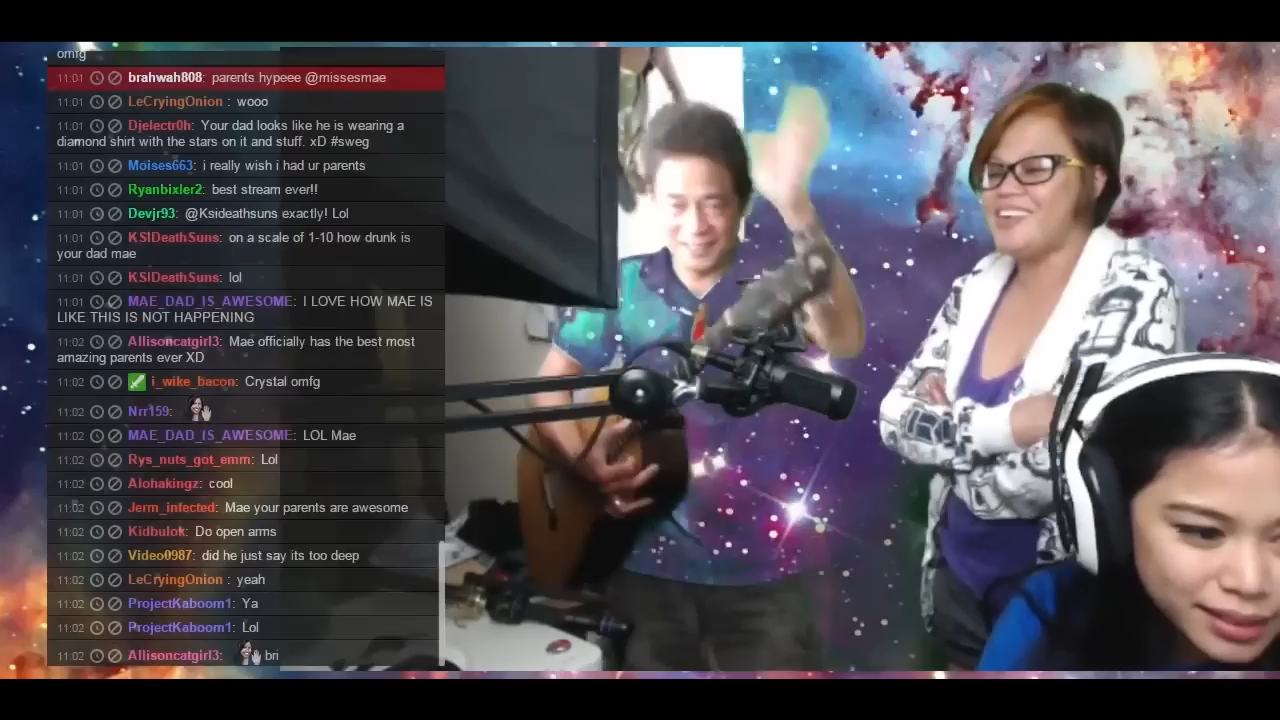 omfg
11:01 brahwah808: parents hypeee @missesmae
11:01 LeCryingOnion : wooo
11:01 Djelectr0h: Your dad looks like he is wearing a
diamond shirt with the stars on it and stuff. xD #sweg
11:01 Moises663: i really wish i had ur parents
11:01 Ryanbixler2: best stream ever!!
11:01 Devjr93: @Ksideathsuns exactly! Lol
11:01 KSIDeathSuns: on a scale of 1-10 how drunk is
your dad mae
11:01 KSIDeathSuns: lol
11:01 MAE_DAD_IS_AWESOME: I LOVE HOW MAE IS
LIKE THIS IS NOT HAPPENING
11:02 Allisoncatgirl3: Mae officially has the best most
amazing parents ever XD
11:02 i_wike_bacon: Crystal omfg
11:02 Nrr159:
11:02 MAE_DAD_IS_AWESOME: LOL Mae
11:02 Rys_nuts_got_emm: Lol
11:02 Alohakingz: cool
11:02 Jerm_infected: Mae your parents are awesome
11:02 Kidbulok: Do open arms
11:02 Video0987: did he just say its too deep
11:02 LeCryingOnion : yeah
11:02 ProjectKaboom1: Ya
11:02 ProjectKaboom1: Lol
11:02 Allisoncatgirl3: bri